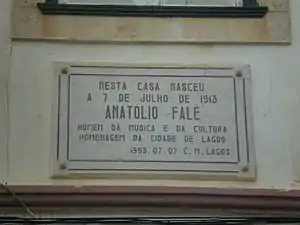 NESTA CASA NASCEU
A 7 DE JULHO DE 1913
ANATOLIO FALÉ
HOMEM DA MUSICA E DA CULTURA
HOMENAGEM DA CIDADE DE LAGOS
1993.07.07 C.M. LAGOS